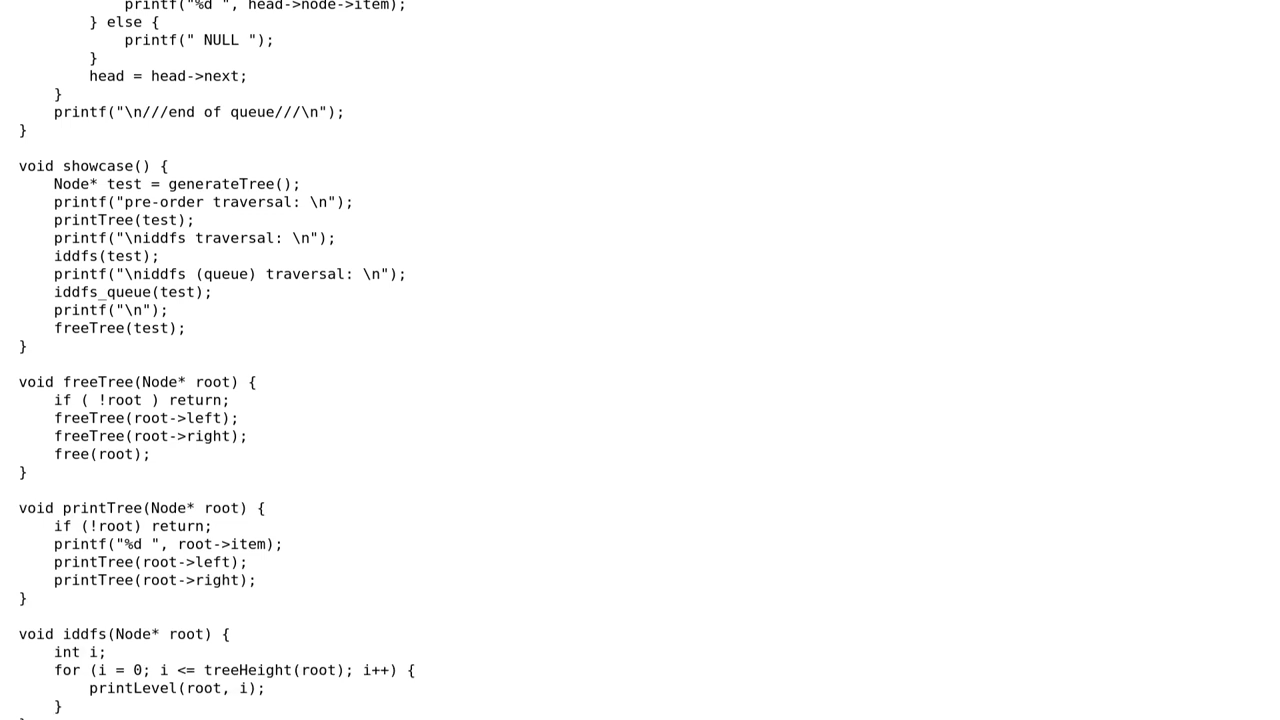 printf("%d ", head->node->item);
        } else {
            printf(" NULL ");
        }
        head = head->next;
    }
    printf("\n///end of queue///\n");
}

void showcase() {
    Node* test = generateTree();
    printf("pre-order traversal: \n");
    printTree(test);
    printf("\niddfs traversal: \n");
    iddfs(test);
    printf("\niddfs (queue) traversal: \n");
    iddfs_queue(test);
    printf("\n");
    freeTree(test);
}

void freeTree(Node* root) {
    if ( !root ) return;
    freeTree(root->left);
    freeTree(root->right);
    free(root);
}

void printTree(Node* root) {
    if (!root) return;
    printf("%d ", root->item);
    printTree(root->left);
    printTree(root->right);
}

void iddfs(Node* root) {
    int i;
    for (i = 0; i <= treeHeight(root); i++) {
        printLevel(root, i);
    }